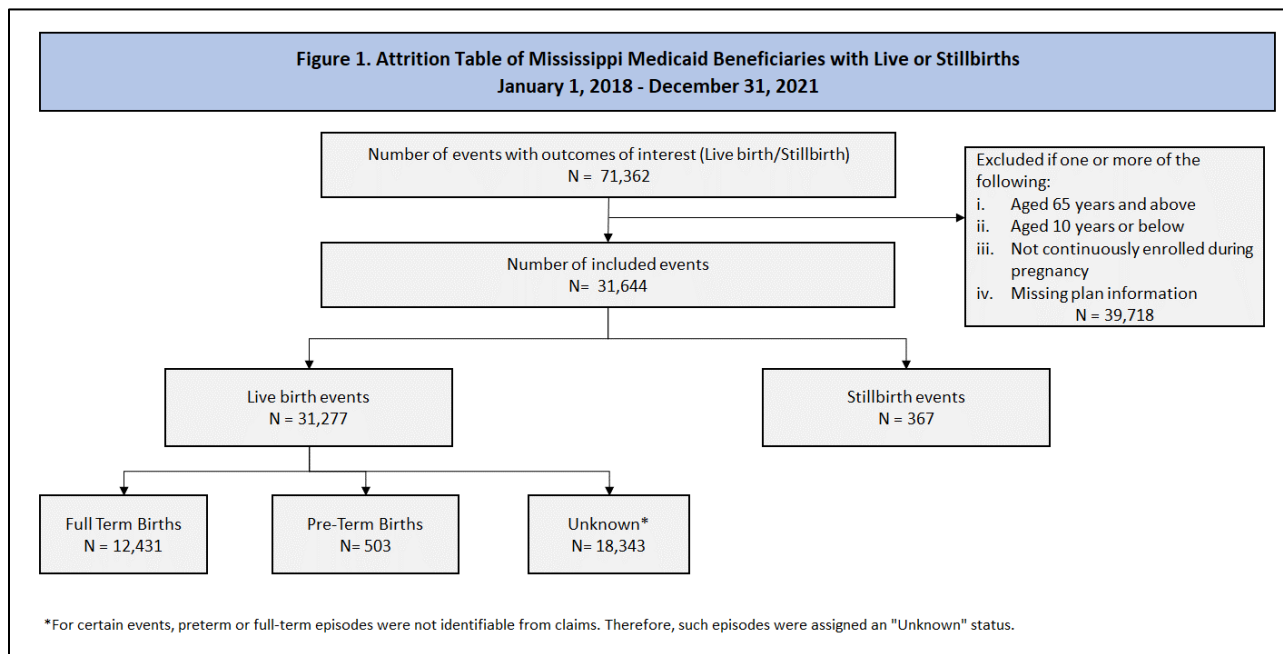 Figure 1. Attrition Table of Mississippi Medicaid Beneficiaries with Live or Stillbirths
January 1, 2018 - December 31, 2021
Number of events with outcomes of interest (Live birth/Stillbirth)
N = 71,362
Excluded if one or more of the
following:
i. Aged 65 years and above
ii. Aged 10 years or below
iii. Not continuously enrolled during
pregnancy
iv. Missing plan information
N = 39,718
Number of included events
N= 31,644
Live birth events
N = 31,277
Stillbirth events
N = 367
Full Term Births
N = 12,431
Pre-Term Births
N= 503
Unknown*
N= 18,343
*For certain events, preterm or full-term episodes were not identifiable from claims. Therefore, such episodes were assigned an "Unknown" status.